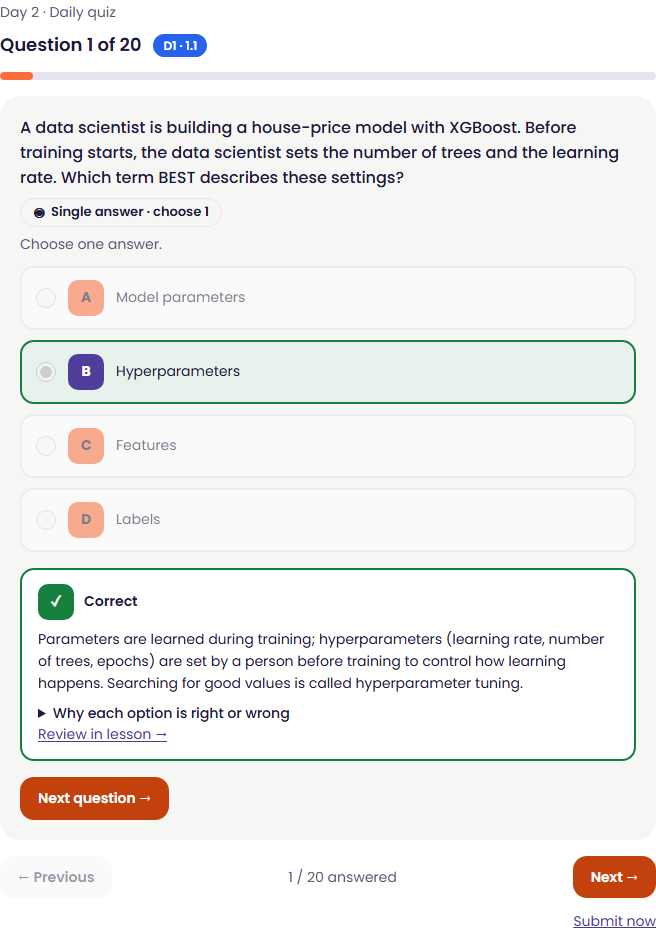 Day 2 · Daily quiz
Question 1 of 20 D1 · 1.1
A data scientist is building a house-price model with XGBoost. Before
training starts, the data scientist sets the number of trees and the learning
rate. Which term BEST describes these settings?
◉ Single answer · choose 1
Choose one answer.
A Model parameters
B Hyperparameters
C Features
D Labels
✓ Correct
Parameters are learned during training; hyperparameters (learning rate, number
of trees, epochs) are set by a person before training to control how learning
happens. Searching for good values is called hyperparameter tuning.
▶ Why each option is right or wrong
Review in lesson →
Next question →
← Previous 1 / 20 answered Next →
Submit now